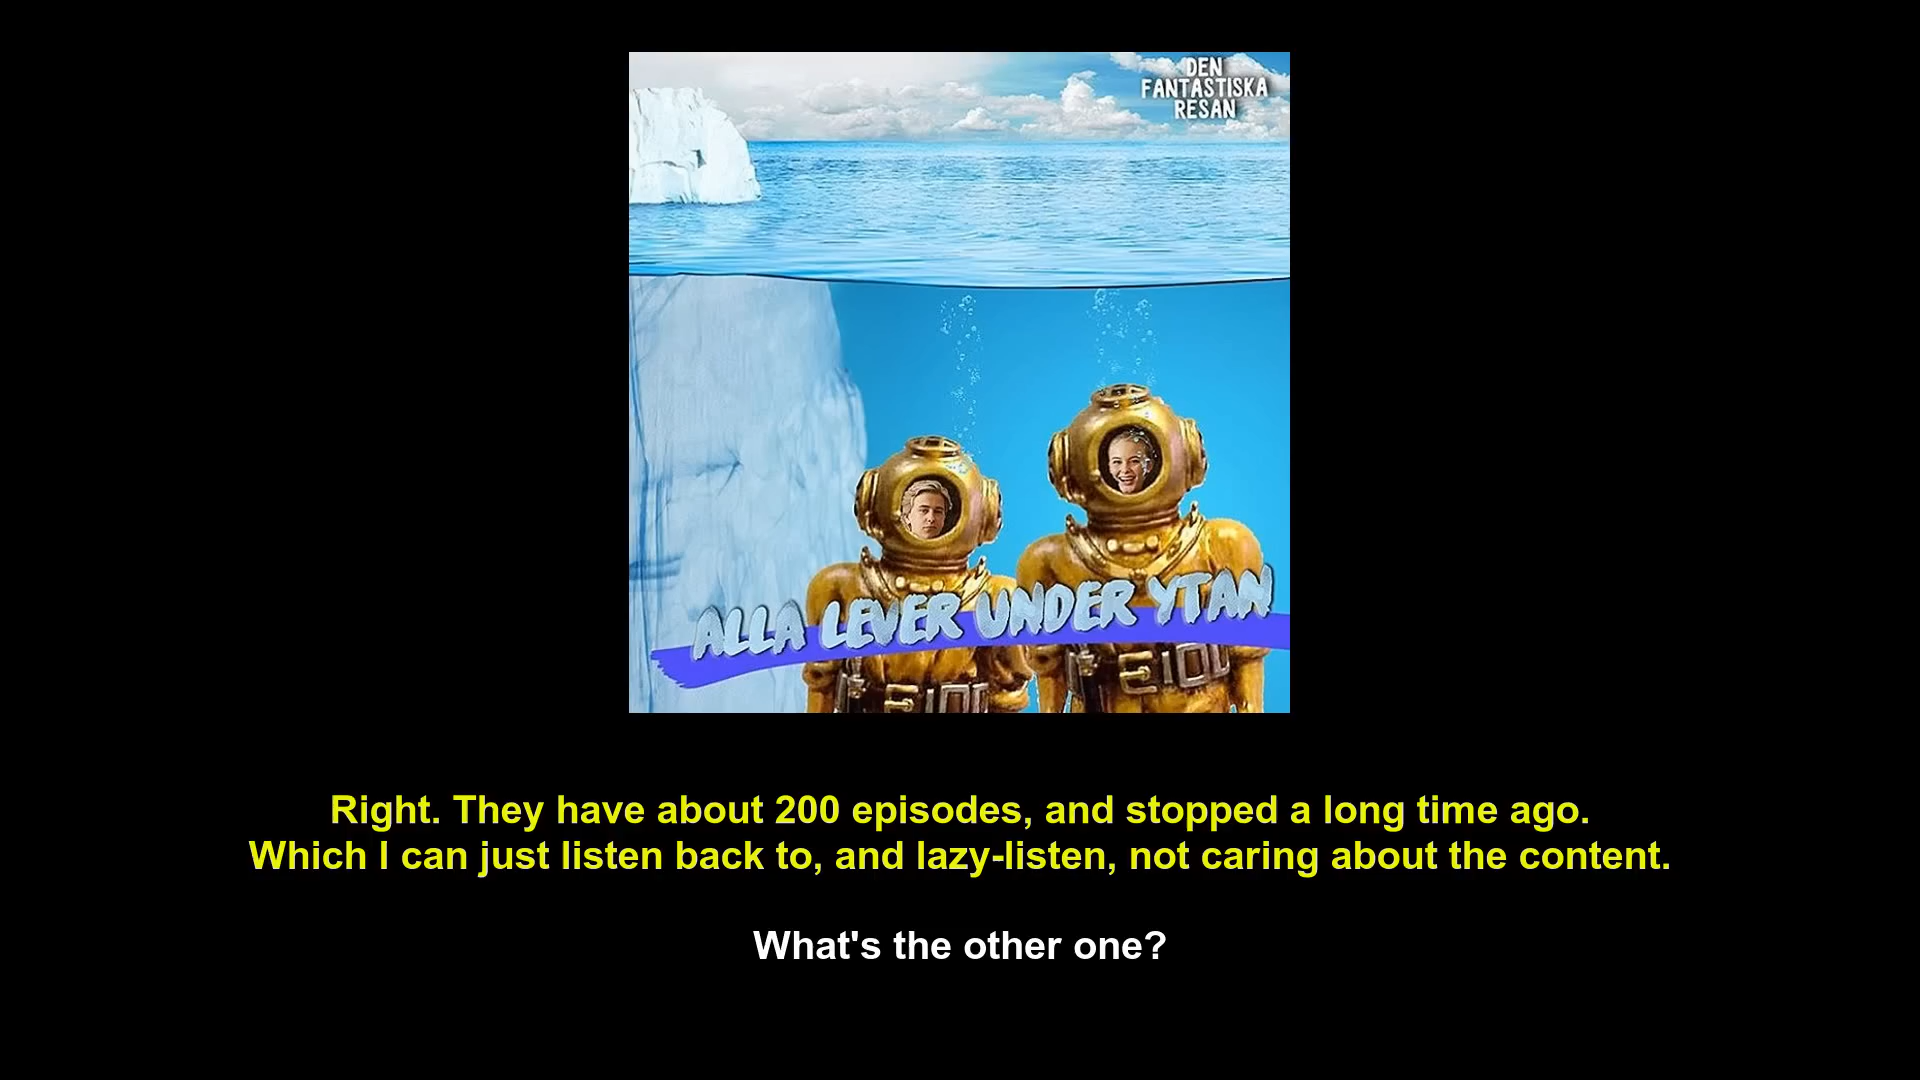 DEN
FANTASTISKA
RESAN
ALLA LEVER UNDER YTAN
Right. They have about 200 episodes, and stopped a long time ago.
Which I can just listen back to, and lazy-listen, not caring about the content.
What's the other one?